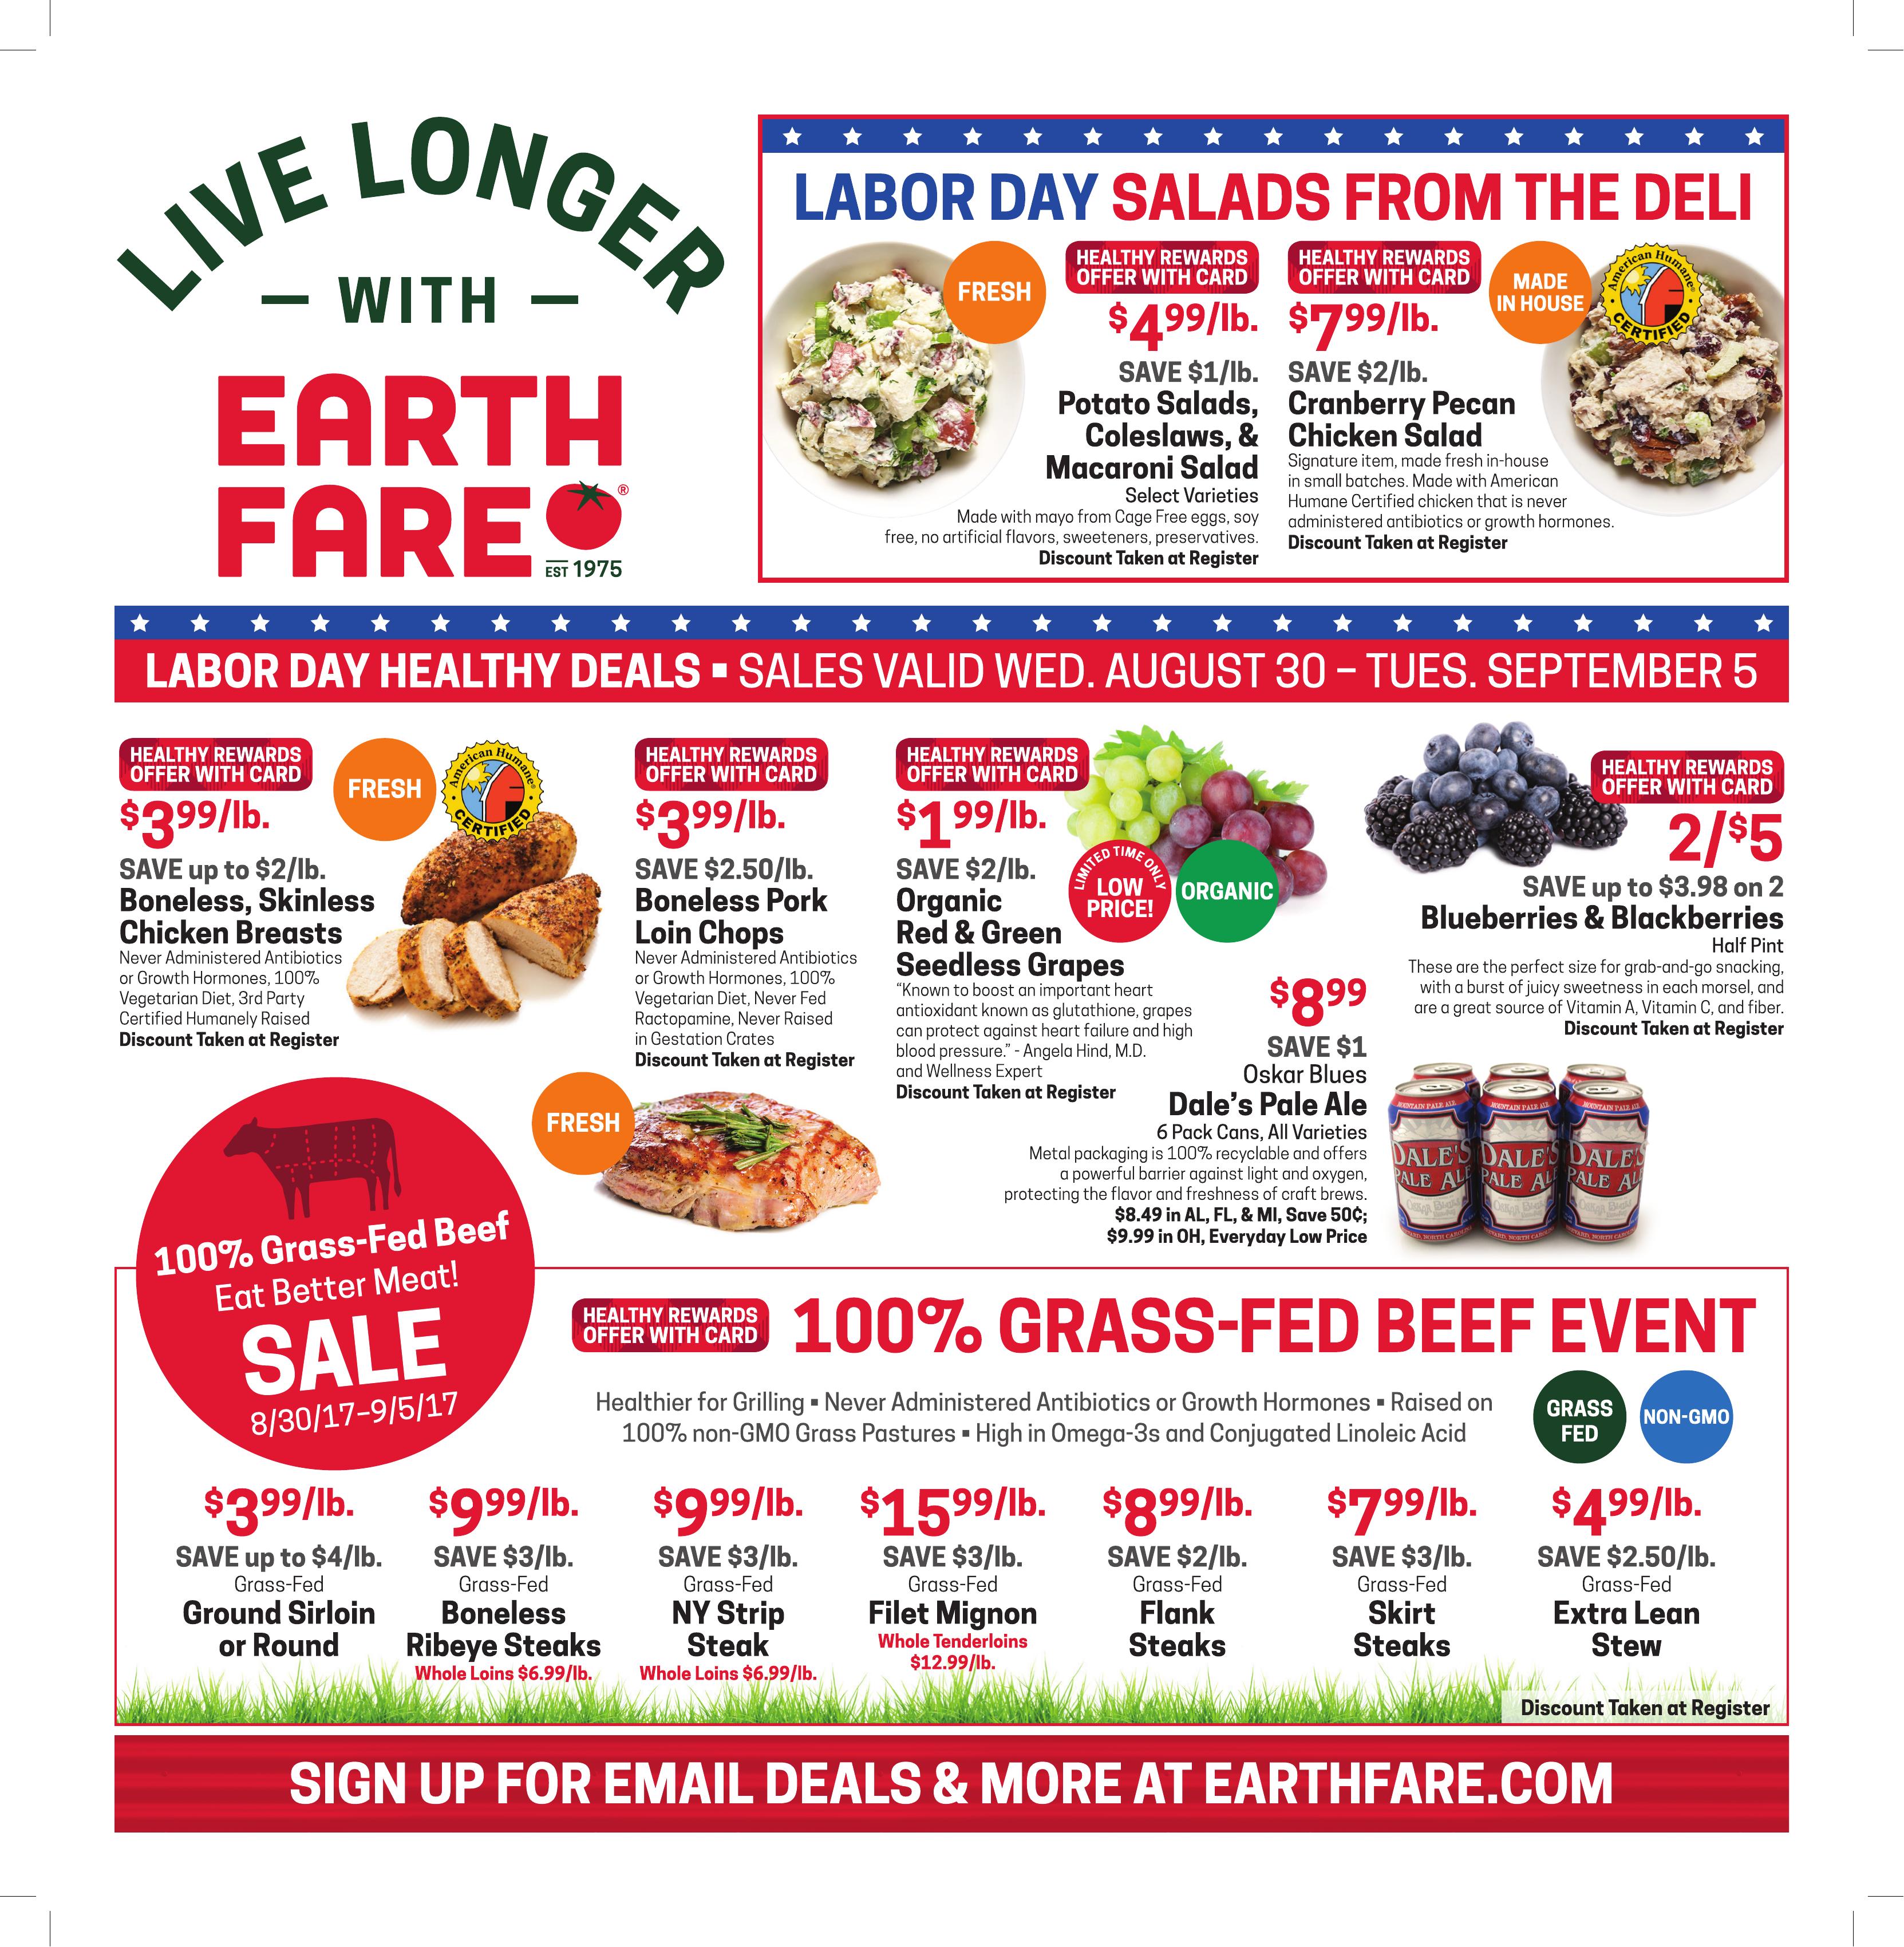 LIVE LONGER
— WITH —
EARTH
FARE®
EST 1975
LABOR DAY SALADS FROM THE DELI
FRESH
HEALTHY REWARDS
OFFER WITH CARD
$4.99/lb.
SAVE $1/lb.
Potato Salads,
Coleslaws, &
Macaroni Salad
Select Varieties
Made with mayo from Cage Free eggs, soy
free, no artificial flavors, sweeteners, preservatives.
Discount Taken at Register
HEALTHY REWARDS
OFFER WITH CARD
$7.99/lb.
SAVE $2/lb.
Cranberry Pecan
Chicken Salad
Signature item, made fresh in-house
in small batches. Made with American
Humane Certified chicken that is never
administered antibiotics or growth hormones.
Discount Taken at Register
MADE
IN HOUSE
American Humane
CERTIFIED
LABOR DAY HEALTHY DEALS ▪ SALES VALID WED. AUGUST 30 – TUES. SEPTEMBER 5
HEALTHY REWARDS
OFFER WITH CARD
$3.99/lb.
SAVE up to $2/lb.
Boneless, Skinless
Chicken Breasts
Never Administered Antibiotics
or Growth Hormones, 100%
Vegetarian Diet, 3rd Party
Certified Humanely Raised
Discount Taken at Register
FRESH
American Humane
CERTIFIED
HEALTHY REWARDS
OFFER WITH CARD
$3.99/lb.
SAVE $2.50/lb.
Boneless Pork
Loin Chops
Never Administered Antibiotics
or Growth Hormones, 100%
Vegetarian Diet, Never Fed
Ractopamine, Never Raised
in Gestation Crates
Discount Taken at Register
FRESH
HEALTHY REWARDS
OFFER WITH CARD
$1.99/lb.
SAVE $2/lb.
Organic
Red & Green
Seedless Grapes
“Known to boost an important heart
antioxidant known as glutathione, grapes
can protect against heart failure and high
blood pressure.” - Angela Hind, M.D.
and Wellness Expert
Discount Taken at Register
LIMITED TIME ONLY
LOW
PRICE!
ORGANIC
HEALTHY REWARDS
OFFER WITH CARD
2/$5
SAVE up to $3.98 on 2
Blueberries & Blackberries
Half Pint
These are the perfect size for grab-and-go snacking,
with a burst of juicy sweetness in each morsel, and
are a great source of Vitamin A, Vitamin C, and fiber.
Discount Taken at Register
$8.99
SAVE $1
Oskar Blues
Dale’s Pale Ale
6 Pack Cans, All Varieties
Metal packaging is 100% recyclable and offers
a powerful barrier against light and oxygen,
protecting the flavor and freshness of craft brews.
$8.49 in AL, FL, & MI, Save 50¢;
$9.99 in OH, Everyday Low Price
DALE'S DALE'S DALE'S
PALE ALE PALE ALE PALE ALE
100% Grass-Fed Beef
Eat Better Meat!
SALE
8/30/17–9/5/17
HEALTHY REWARDS
OFFER WITH CARD
100% GRASS-FED BEEF EVENT
Healthier for Grilling ▪ Never Administered Antibiotics or Growth Hormones ▪ Raised on
100% non-GMO Grass Pastures ▪ High in Omega-3s and Conjugated Linoleic Acid
GRASS
FED
NON-GMO
$3.99/lb.
SAVE up to $4/lb.
Grass-Fed
Ground Sirloin
or Round
$9.99/lb.
SAVE $3/lb.
Grass-Fed
Boneless
Ribeye Steaks
Whole Loins $6.99/lb.
$9.99/lb.
SAVE $3/lb.
Grass-Fed
NY Strip
Steak
Whole Loins $6.99/lb.
$15.99/lb.
SAVE $3/lb.
Grass-Fed
Filet Mignon
Whole Tenderloins
$12.99/lb.
$8.99/lb.
SAVE $2/lb.
Grass-Fed
Flank
Steaks
$7.99/lb.
SAVE $3/lb.
Grass-Fed
Skirt
Steaks
$4.99/lb.
SAVE $2.50/lb.
Grass-Fed
Extra Lean
Stew
Discount Taken at Register
SIGN UP FOR EMAIL DEALS & MORE AT EARTHFARE.COM